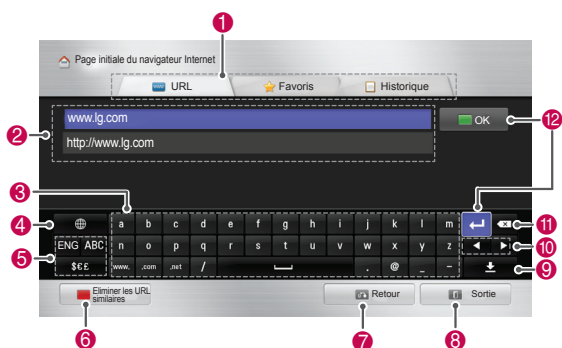 1
Page initiale du navigateur Internet
URL Favoris Historique
2 www.lg.com OK 12
http://www.lg.com
3
4 a b c d e f g h i j k l m 11
5 ENG ABC n o p q r s t u v w x y z 10
$€£ www. .com .net / . @ _ - 9
Eliminer les URL
similaires
Retour Sortie
6 7 8